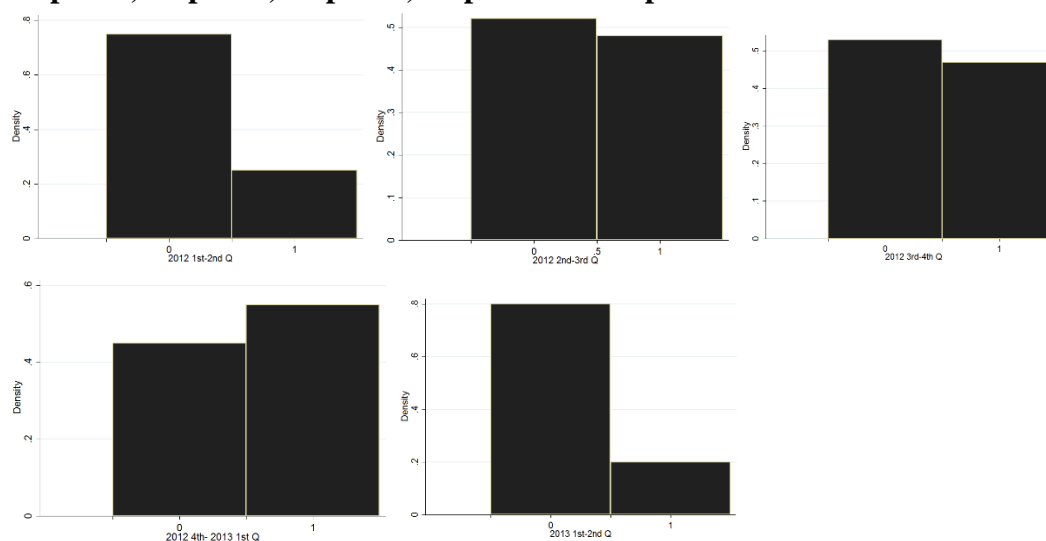 .8
.6
.4
.2
0
Density
0 1
2012 1st-2nd Q
.5
.4
.3
.2
.1
0
Density
0 .5 1
2012 2nd-3rd Q
.5
.4
.3
.2
.1
0
Density
0 1
2012 3rd-4th Q
.6
.4
.2
0
Density
0 1
2012 4th- 2013 1st Q
.8
.6
.4
.2
0
Density
0 1
2013 1st-2nd Q